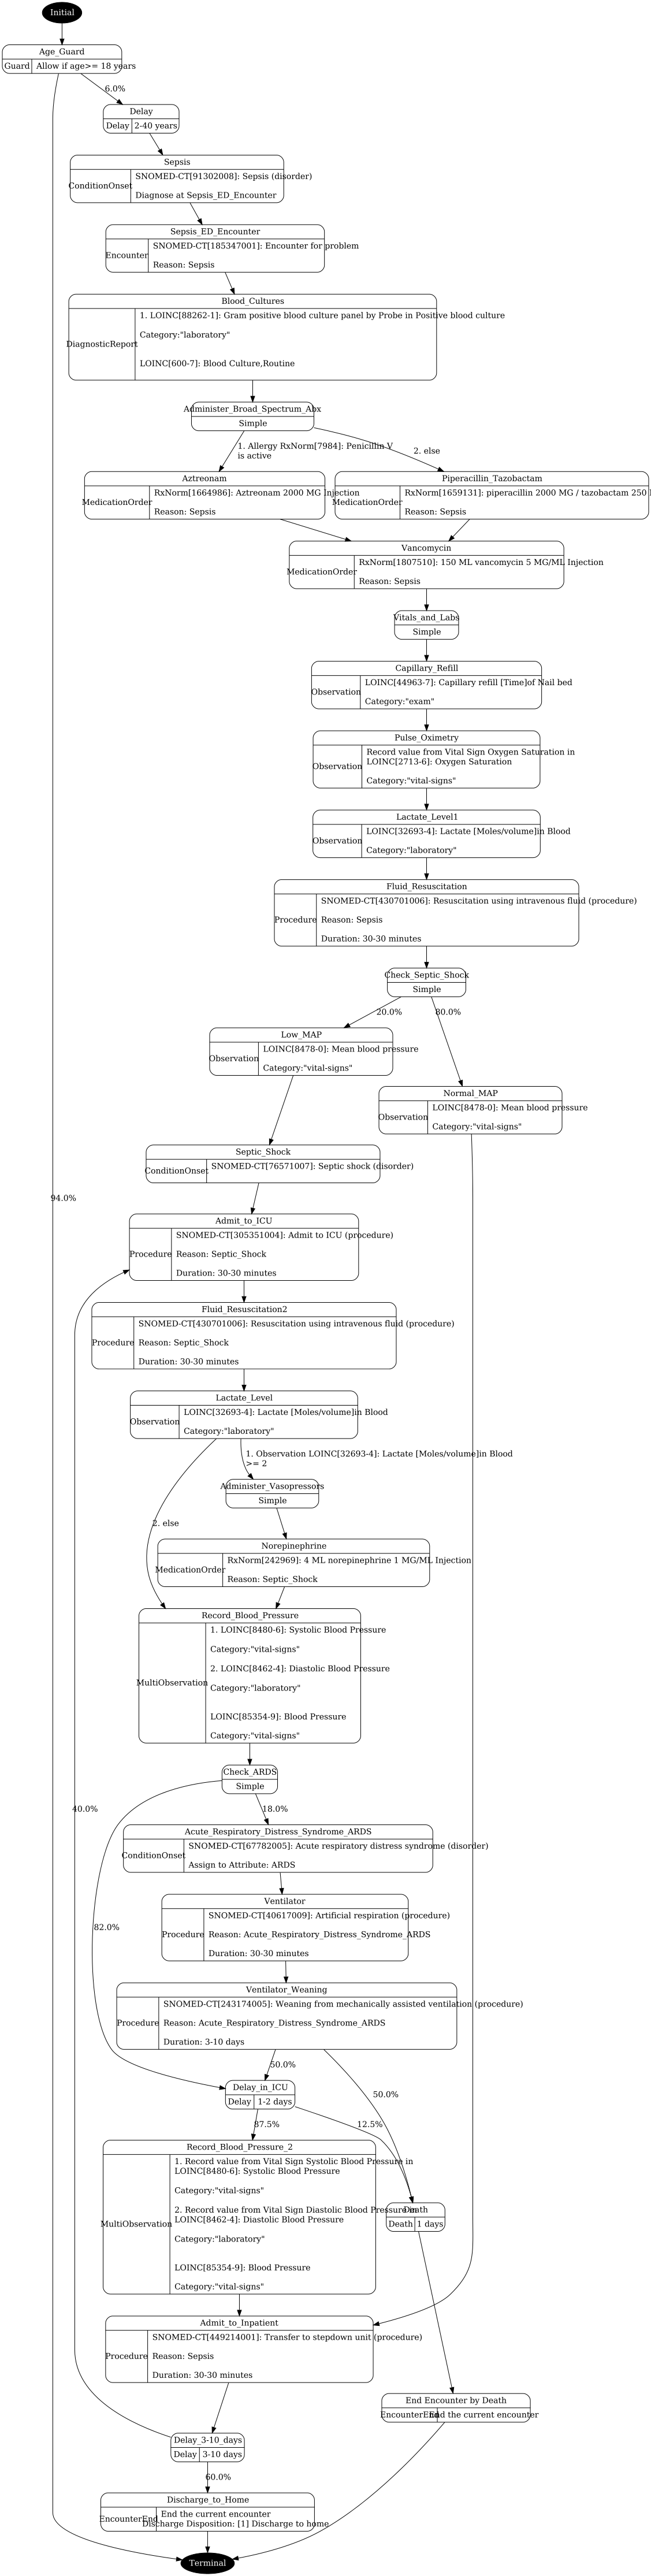 Initial
Age_Guard
Guard
Allow if age>= 18 years
6.0%
Delay
Delay
2-40 years
Sepsis
ConditionOnset
SNOMED-CT[91302008]: Sepsis (disorder)
Diagnose at Sepsis_ED_Encounter
Sepsis_ED_Encounter
Encounter
SNOMED-CT[185347001]: Encounter for problem
Reason: Sepsis
Blood_Cultures
DiagnosticReport
1. LOINC[88262-1]: Gram positive blood culture panel by Probe in Positive blood culture
Category:"laboratory"
LOINC[600-7]: Blood Culture,Routine
Administer_Broad_Spectrum_Abx
Simple
1. Allergy RxNorm[7984]: Penicillin V
is active
2. else
Aztreonam
MedicationOrder
RxNorm[1664986]: Aztreonam 2000 MG Injection
Reason: Sepsis
Piperacillin_Tazobactam
MedicationOrder
RxNorm[1659131]: piperacillin 2000 MG / tazobactam 250
Reason: Sepsis
Vancomycin
MedicationOrder
RxNorm[1807510]: 150 ML vancomycin 5 MG/ML Injection
Reason: Sepsis
Vitals_and_Labs
Simple
Capillary_Refill
Observation
LOINC[44963-7]: Capillary refill [Time]of Nail bed
Category:"exam"
Pulse_Oximetry
Observation
Record value from Vital Sign Oxygen Saturation in
LOINC[2713-6]: Oxygen Saturation
Category:"vital-signs"
Lactate_Level1
Observation
LOINC[32693-4]: Lactate [Moles/volume]in Blood
Category:"laboratory"
Fluid_Resuscitation
Procedure
SNOMED-CT[430701006]: Resuscitation using intravenous fluid (procedure)
Reason: Sepsis
Duration: 30-30 minutes
Check_Septic_Shock
Simple
20.0%
80.0%
Low_MAP
Observation
LOINC[8478-0]: Mean blood pressure
Category:"vital-signs"
Normal_MAP
Observation
LOINC[8478-0]: Mean blood pressure
Category:"vital-signs"
Septic_Shock
ConditionOnset
SNOMED-CT[76571007]: Septic shock (disorder)
94.0%
Admit_to_ICU
Procedure
SNOMED-CT[305351004]: Admit to ICU (procedure)
Reason: Septic_Shock
Duration: 30-30 minutes
Fluid_Resuscitation2
Procedure
SNOMED-CT[430701006]: Resuscitation using intravenous fluid (procedure)
Reason: Septic_Shock
Duration: 30-30 minutes
Lactate_Level
Observation
LOINC[32693-4]: Lactate [Moles/volume]in Blood
Category:"laboratory"
1. Observation LOINC[32693-4]: Lactate [Moles/volume]in Blood
>= 2
Administer_Vasopressors
Simple
2. else
Norepinephrine
MedicationOrder
RxNorm[242969]: 4 ML norepinephrine 1 MG/ML Injection
Reason: Septic_Shock
Record_Blood_Pressure
MultiObservation
1. LOINC[8480-6]: Systolic Blood Pressure
Category:"vital-signs"
2. LOINC[8462-4]: Diastolic Blood Pressure
Category:"laboratory"
LOINC[85354-9]: Blood Pressure
Category:"vital-signs"
Check_ARDS
Simple
40.0%
18.0%
Acute_Respiratory_Distress_Syndrome_ARDS
ConditionOnset
SNOMED-CT[67782005]: Acute respiratory distress syndrome (disorder)
Assign to Attribute: ARDS
82.0%
Ventilator
Procedure
SNOMED-CT[40617009]: Artificial respiration (procedure)
Reason: Acute_Respiratory_Distress_Syndrome_ARDS
Duration: 30-30 minutes
Ventilator_Weaning
Procedure
SNOMED-CT[243174005]: Weaning from mechanically assisted ventilation (procedure)
Reason: Acute_Respiratory_Distress_Syndrome_ARDS
Duration: 3-10 days
50.0%
50.0%
Delay_in_ICU
Delay
1-2 days
87.5%
12.5%
Record_Blood_Pressure_2
MultiObservation
1. Record value from Vital Sign Systolic Blood Pressure in
LOINC[8480-6]: Systolic Blood Pressure
Category:"vital-signs"
2. Record value from Vital Sign Diastolic Blood Pressure in
LOINC[8462-4]: Diastolic Blood Pressure
Category:"laboratory"
LOINC[85354-9]: Blood Pressure
Category:"vital-signs"
Death
Death
1 days
Admit_to_Inpatient
Procedure
SNOMED-CT[449214001]: Transfer to stepdown unit (procedure)
Reason: Sepsis
Duration: 30-30 minutes
End Encounter by Death
EncounterEnd
End the current encounter
Delay_3-10_days
Delay
3-10 days
60.0%
Discharge_to_Home
EncounterEnd
End the current encounter
Discharge Disposition: [1] Discharge to home
Terminal